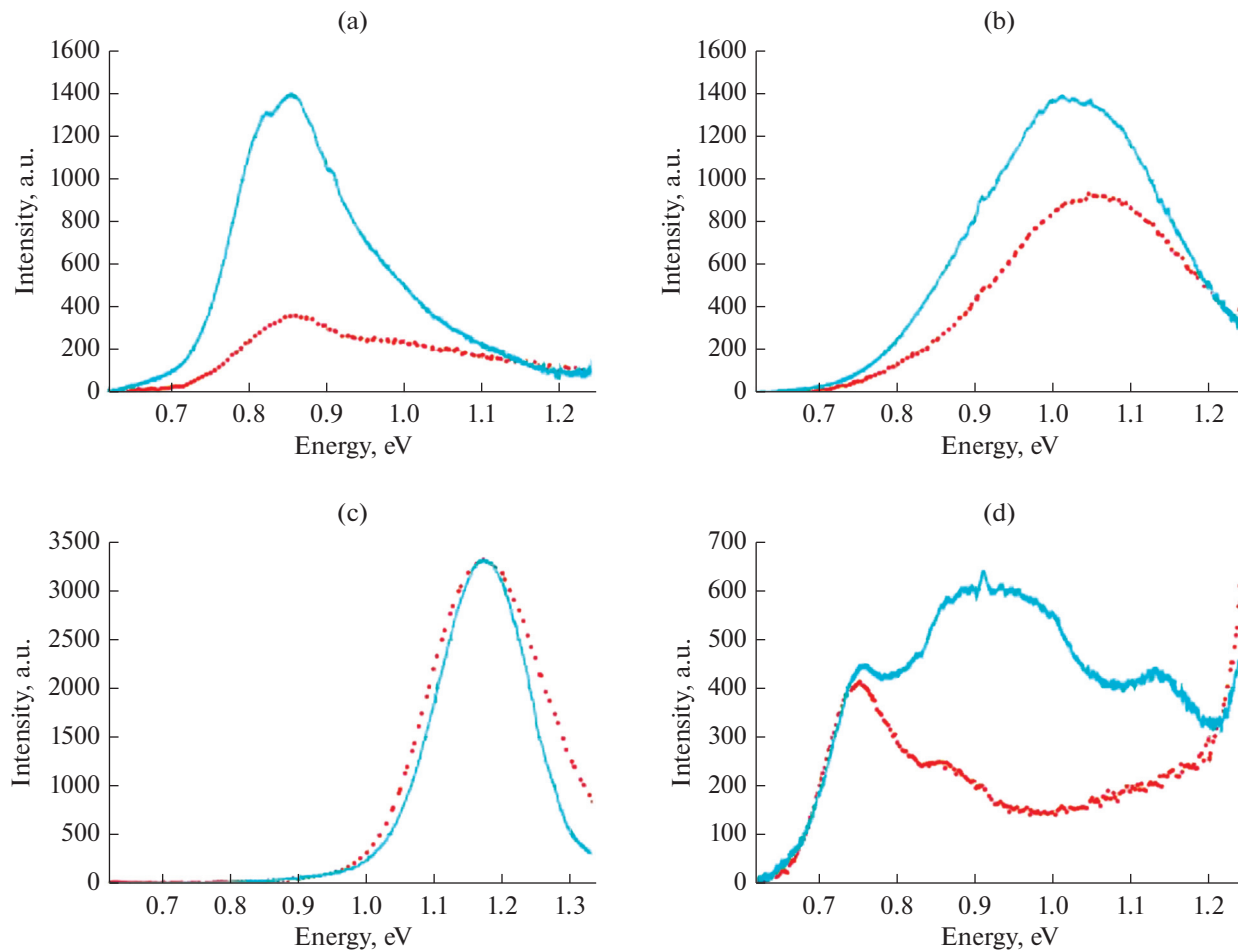 (a)
1600
1400
1200
1000
800
600
400
200
0
Intensity, a.u.
0.7 0.8 0.9 1.0 1.1 1.2
Energy, eV
(b)
1600
1400
1200
1000
800
600
400
200
0
Intensity, a.u.
0.7 0.8 0.9 1.0 1.1 1.2
Energy, eV
(c)
3500
3000
2500
2000
1500
1000
500
0
Intensity, a.u.
0.7 0.8 0.9 1.0 1.1 1.2 1.3
Energy, eV
(d)
700
600
500
400
300
200
100
0
Intensity, a.u.
0.7 0.8 0.9 1.0 1.1 1.2
Energy, eV